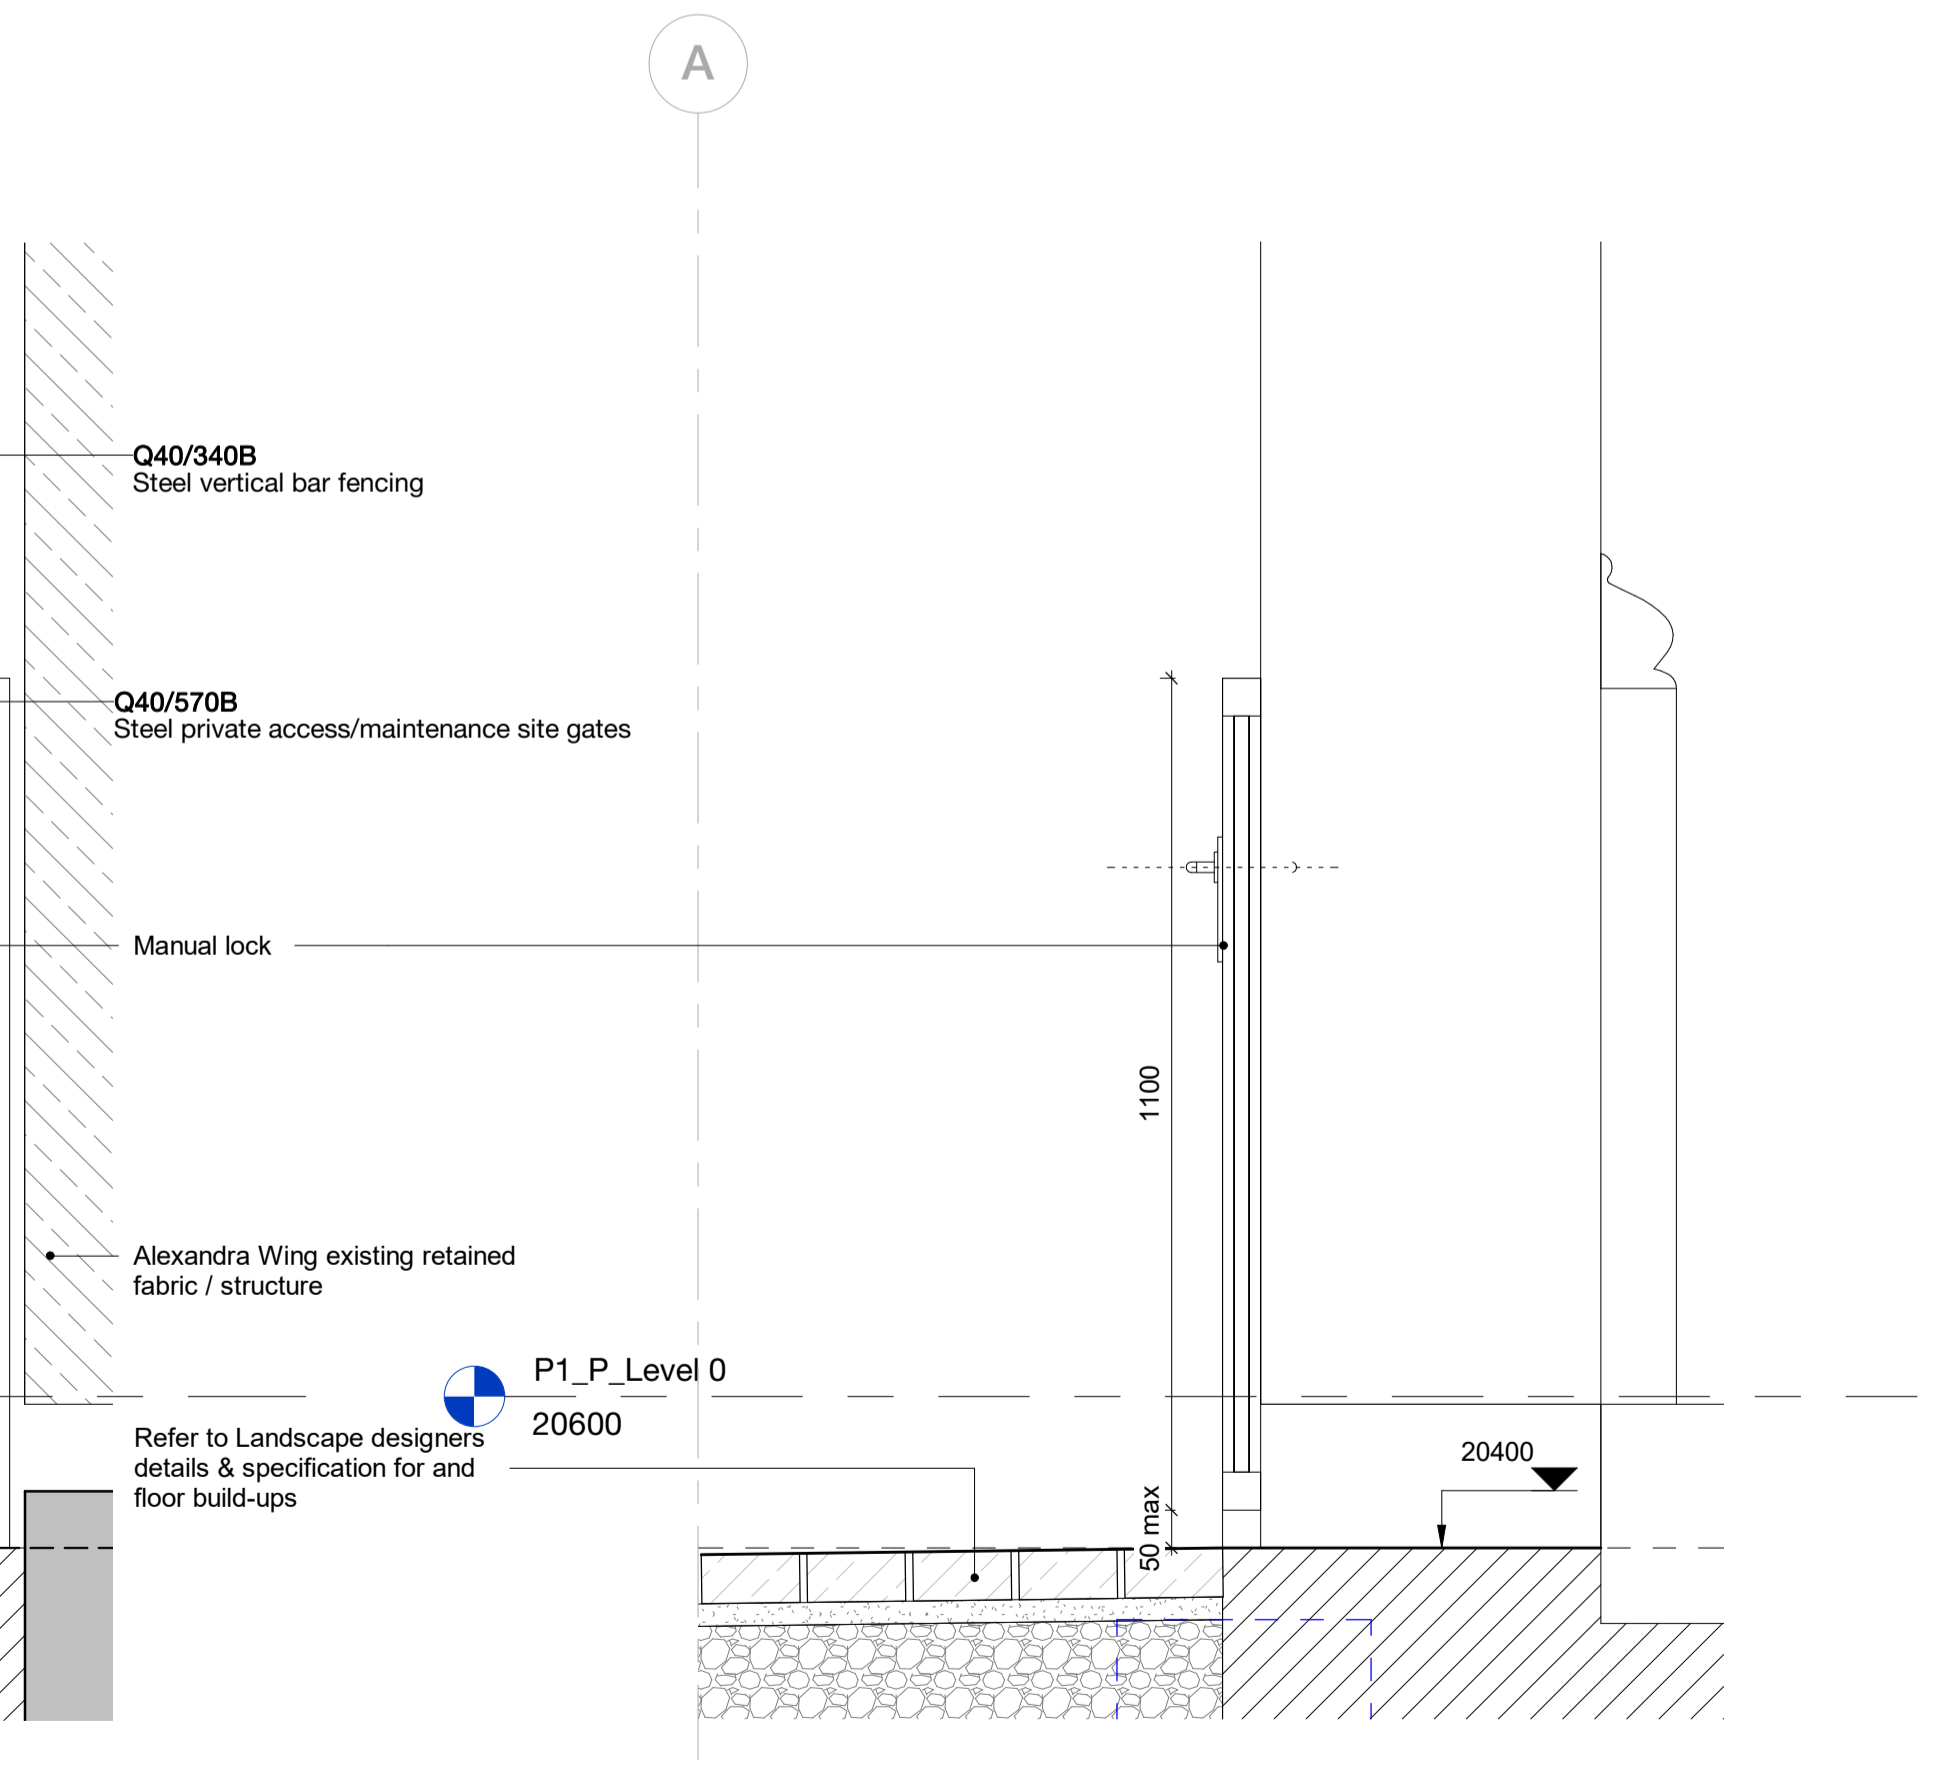 A
Q40/340B
Steel vertical bar fencing
Q40/570B
Steel private access/maintenance site gates
Manual lock
1100
Alexandra Wing existing retained
fabric / structure
P1_P_Level 0
20600
Refer to Landscape designers
details & specification for and
floor build-ups
20400
50 max